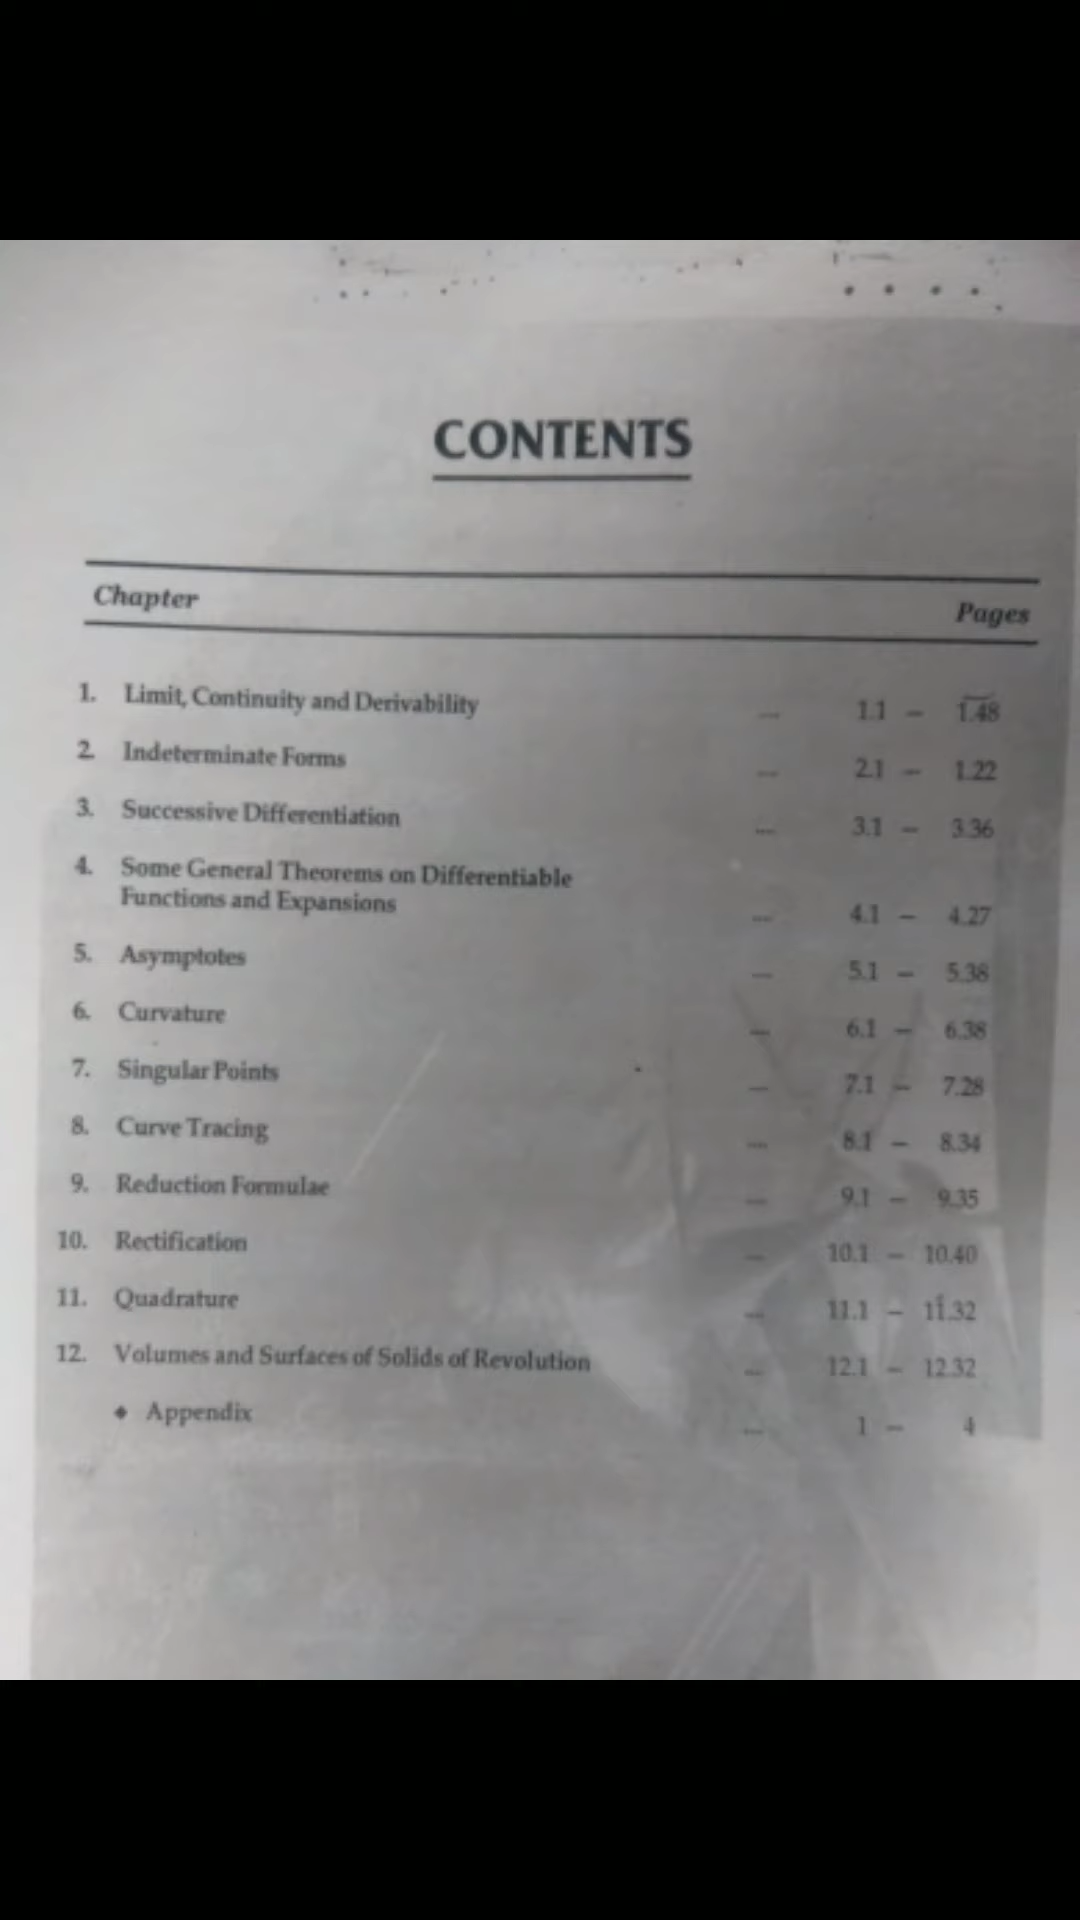 CONTENTS
Chapter Pages
1. Limit, Continuity and Derivability ... 1.1 – 1.48
2. Indeterminate Forms ... 2.1 – 1.22
3. Successive Differentiation ... 3.1 – 3.36
4. Some General Theorems on Differentiable
Functions and Expansions ... 4.1 – 4.27
5. Asymptotes ... 5.1 – 5.38
6. Curvature ... 6.1 – 6.38
7. Singular Points ... 7.1 – 7.28
8. Curve Tracing ... 8.1 – 8.34
9. Reduction Formulae ... 9.1 – 9.35
10. Rectification ... 10.1 – 10.40
11. Quadrature ... 11.1 – 11.32
12. Volumes and Surfaces of Solids of Revolution ... 12.1 – 12.32
◆ Appendix ... 1 – 4